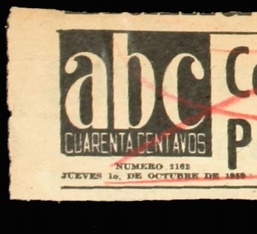 abc
CUARENTA CENTAVOS
C
P
NUMERO 2162
JUEVES 1o. DE OCTUBRE DE 1959